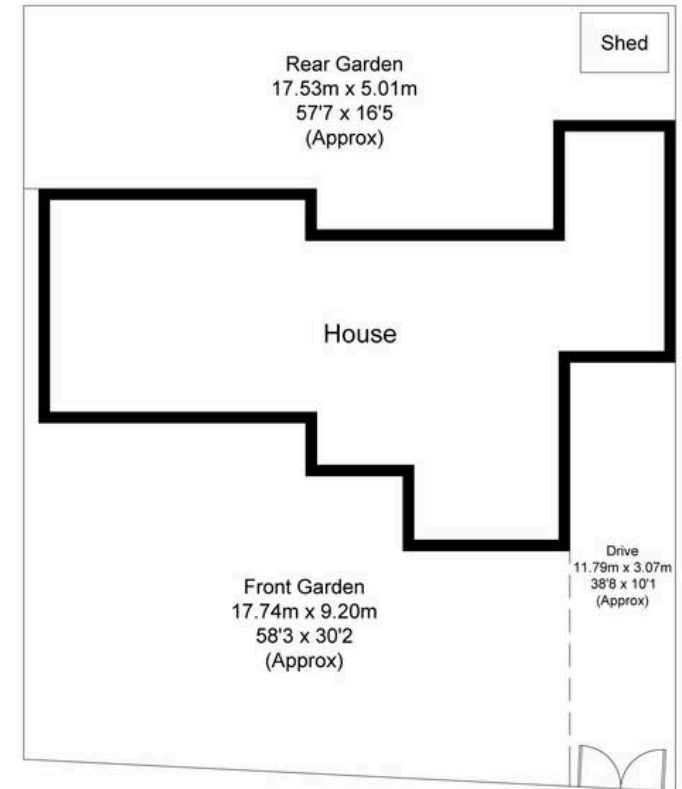 Shed
Rear Garden
17.53m x 5.01m
57'7 x 16'5
(Approx)
House
Drive
11.79m x 3.07m
38'8 x 10'1
(Approx)
Front Garden
17.74m x 9.20m
58'3 x 30'2
(Approx)